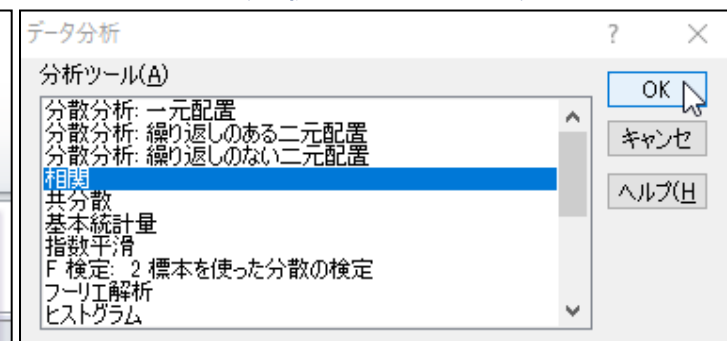 データ分析
?
分析ツール(A)
OK
分散分析: 一元配置
分散分析: 繰り返しのある二元配置
分散分析: 繰り返しのない二元配置
キャンセ
相関
ヘルプ(H
共分散
基本統計量
指数平滑
F 検定: 2 標本を使った分散の検定
フーリエ解析
ヒストグラム